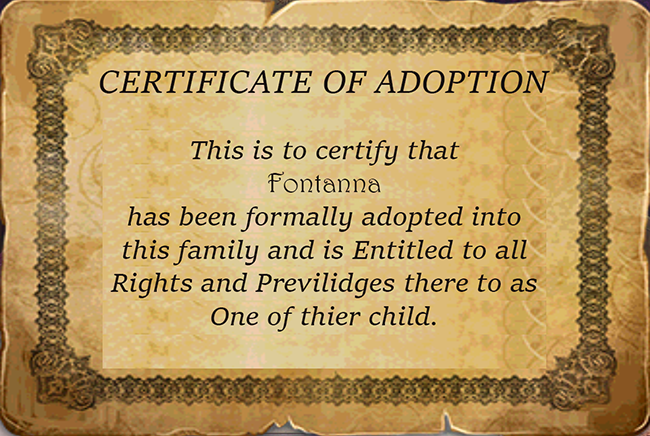 CERTIFICATE OF ADOPTION
This is to certify that
Fontanna
has been formally adopted into
this family and is Entitled to all
Rights and Previlidges there to as
One of thier child.